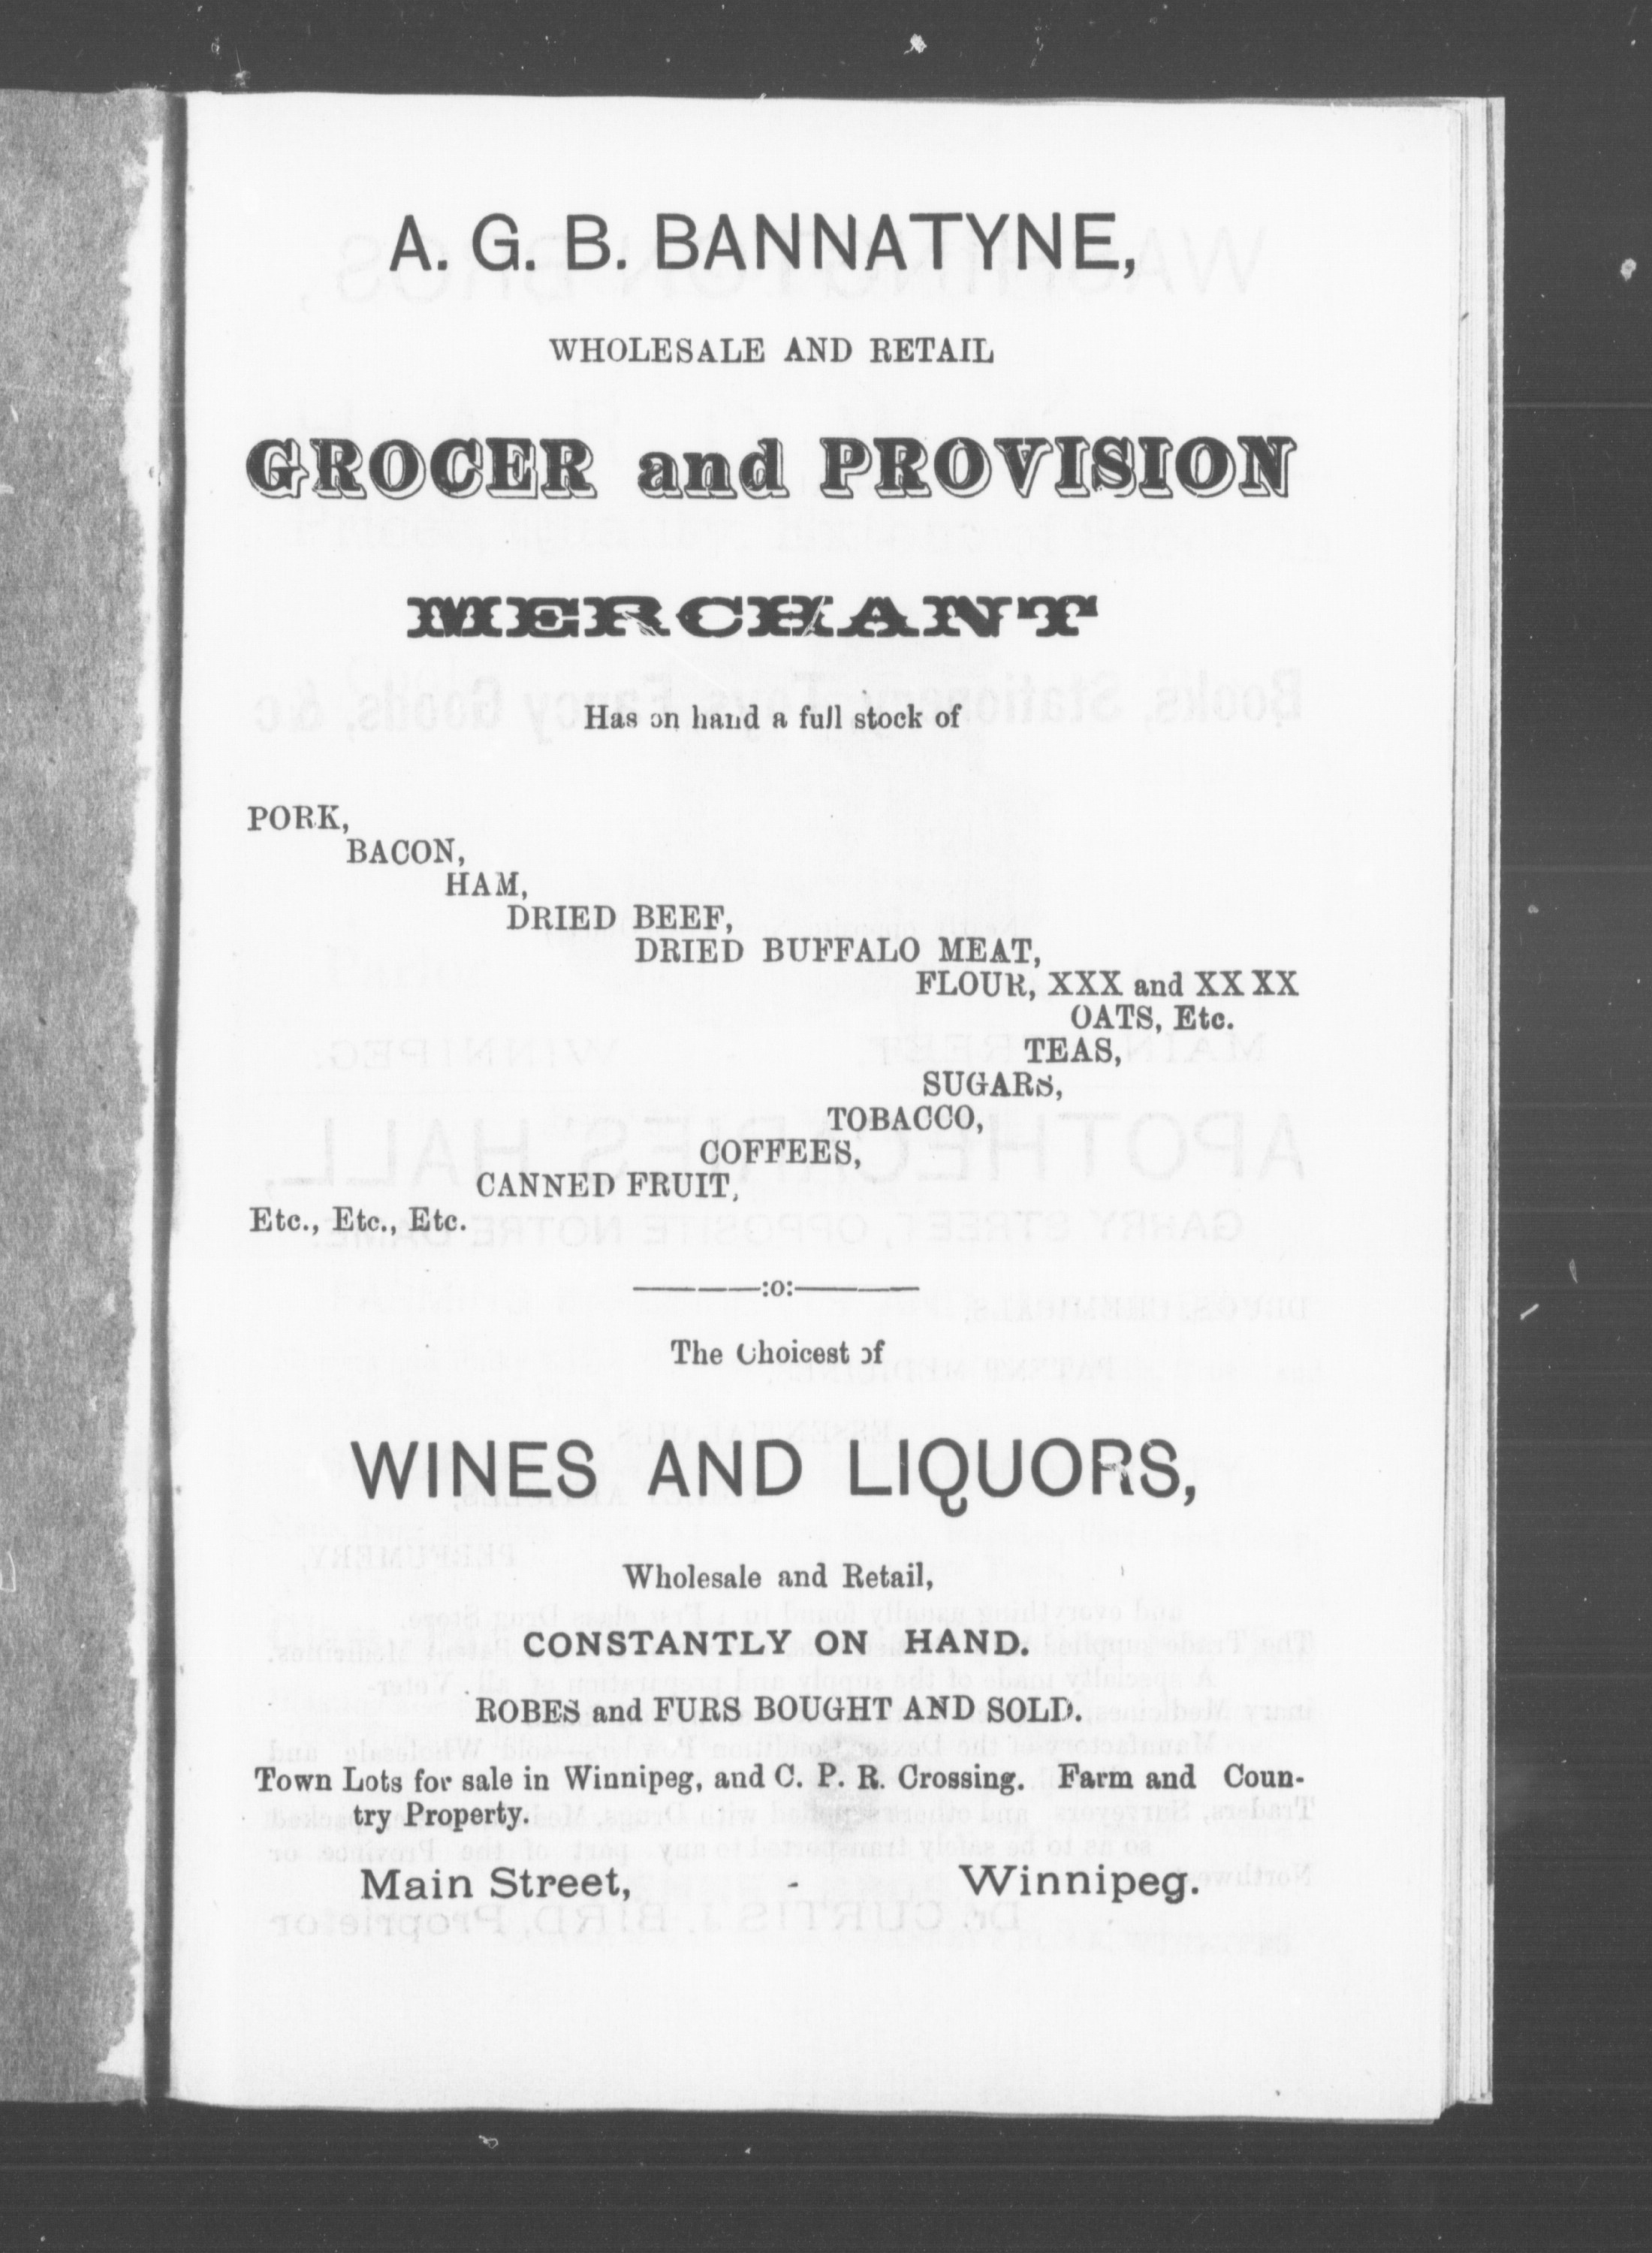 A. G. B. BANNATYNE,
WHOLESALE AND RETAIL
GROCER and PROVISION
MERCHANT
Has on hand a full stock of
PORK,
BACON,
HAM,
DRIED BEEF,
DRIED BUFFALO MEAT,
FLOUR, XXX and XXXX
OATS, Etc.
TEAS,
SUGARS,
TOBACCO,
COFFEES,
CANNED FRUIT,
Etc., Etc., Etc.
————:o:————
The Choicest of
WINES AND LIQUORS,
Wholesale and Retail,
CONSTANTLY ON HAND.
ROBES and FURS BOUGHT AND SOLD.
Town Lots for sale in Winnipeg, and C. P. R. Crossing. Farm and Coun-
try Property.
Main Street, - Winnipeg.